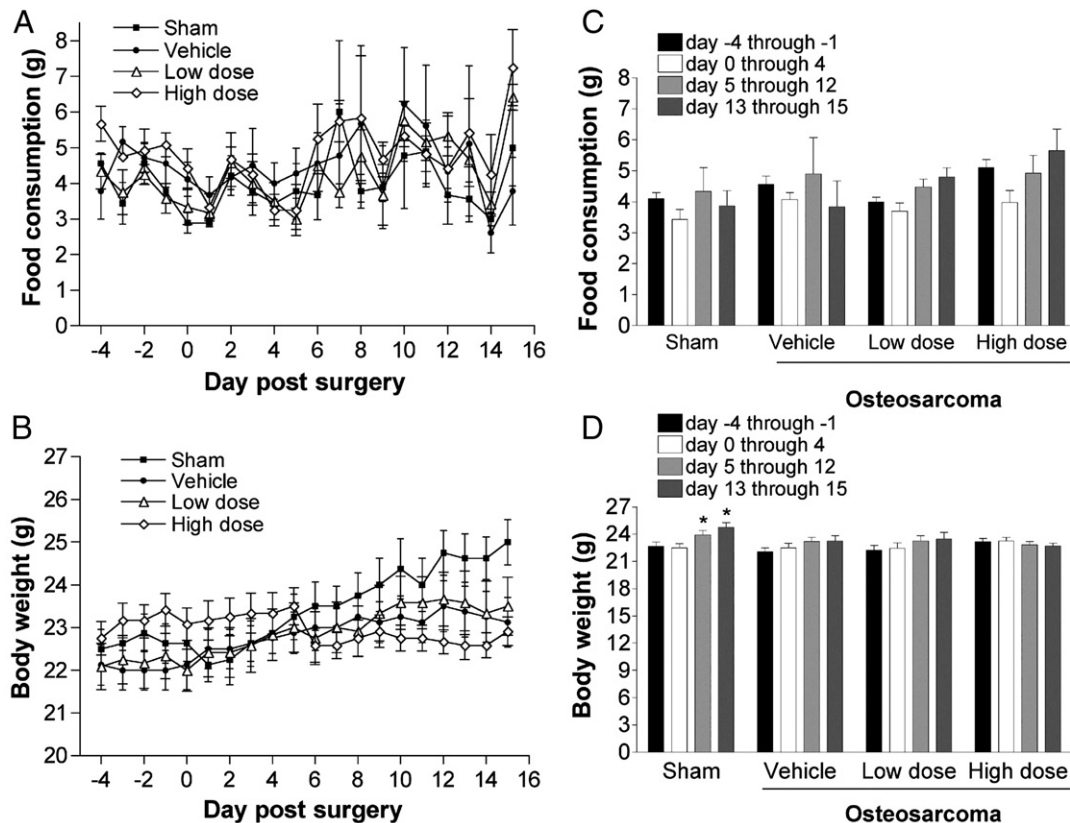 A
Sham
Vehicle
Low dose
High dose
Food consumption (g)
8
7
6
5
4
3
2
1
0
-4 -2 0 2 4 6 8 10 12 14 16
Day post surgery
C
day -4 through -1
day 0 through 4
day 5 through 12
day 13 through 15
Food consumption (g)
8
7
6
5
4
3
2
1
0
Sham Vehicle Low dose High dose
Osteosarcoma
B
Sham
Vehicle
Low dose
High dose
Body weight (g)
27
26
25
24
23
22
21
20
-4 -2 0 2 4 6 8 10 12 14 16
Day post surgery
D
day -4 through -1
day 0 through 4
day 5 through 12
day 13 through 15
Body weight (g)
27
24
21
18
15
12
9
6
3
0
* *
Sham Vehicle Low dose High dose
Osteosarcoma